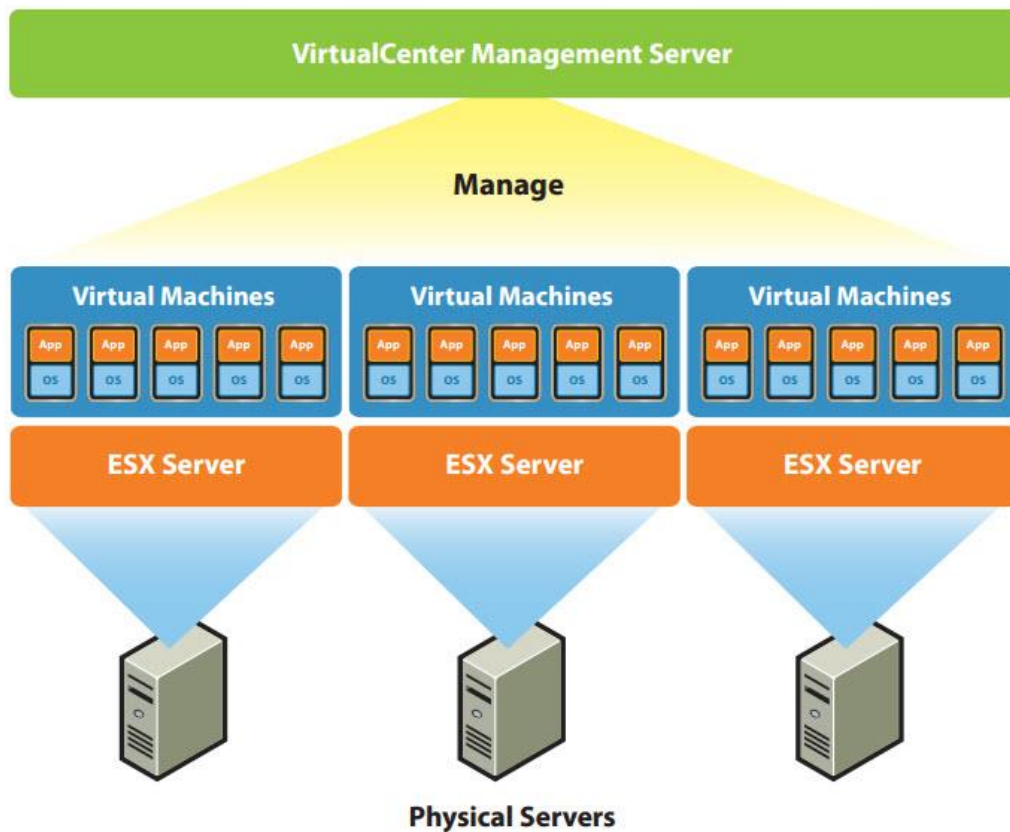 VirtualCenter Management Server
Manage
Virtual Machines
Virtual Machines
Virtual Machines
App App App App App
App App App App App
App App App App App
OS OS OS OS OS
OS OS OS OS OS
OS OS OS OS OS
ESX Server
ESX Server
ESX Server
Physical Servers